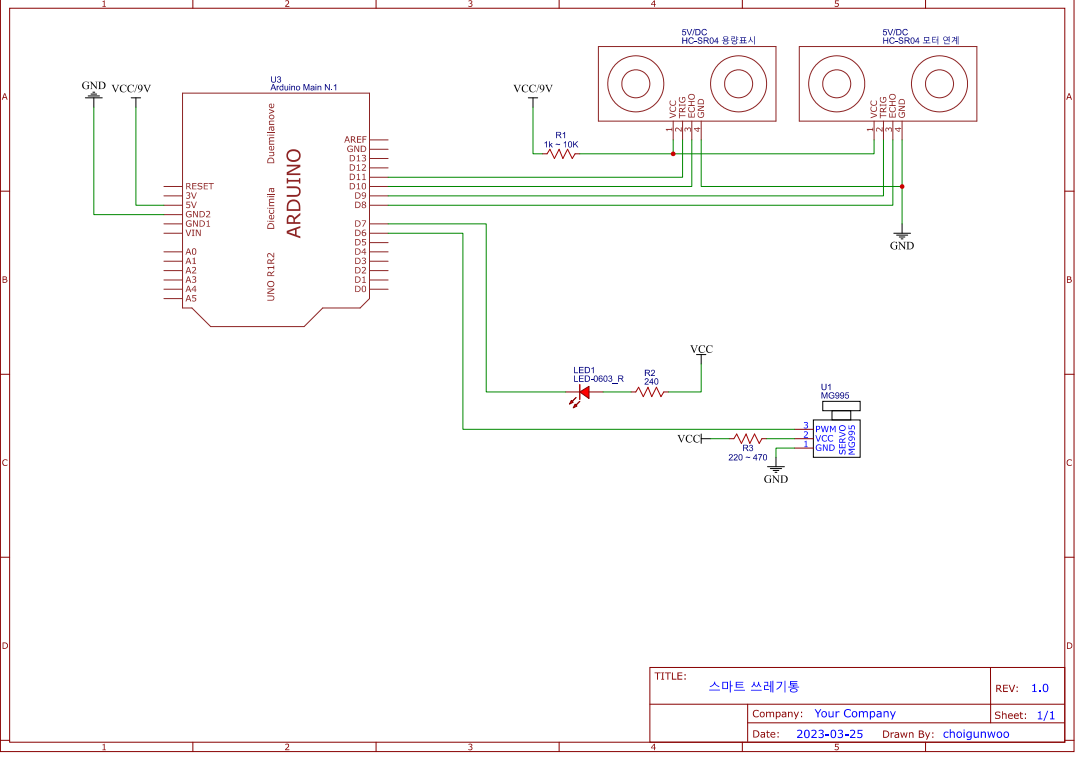 1 2 3 4 5
A
B
C
D
A
B
C
D
1 2 3 4 5
GND
VCC/9V
U3
Arduino Main N.1
RESET
3V
5V
GND2
GND1
VIN
A0
A1
A2
A3
A4
A5
Duemilanove
Diecimila
UNO R1R2
ARDUINO
AREF
GND
D13
D12
D11
D10
D9
D8
D7
D6
D5
D4
D3
D2
D1
D0
VCC/9V
R1
1k ~ 10K
5V/DC
HC-SR04 용량표시
VCC
TRIG
ECHO
GND
1
2
3
4
5V/DC
HC-SR04 모터 연계
VCC
TRIG
ECHO
GND
1
2
3
4
GND
LED1
LED-0603_R
R2
240
VCC
U1
MG995
3 PWM
2 VCC
1 GND
SERVO
MG995
VCC
R3
220 ~ 470
GND
TITLE:
스마트 쓰레기통
REV: 1.0
Company: Your Company
Sheet: 1/1
Date: 2023-03-25 Drawn By: choigunwoo